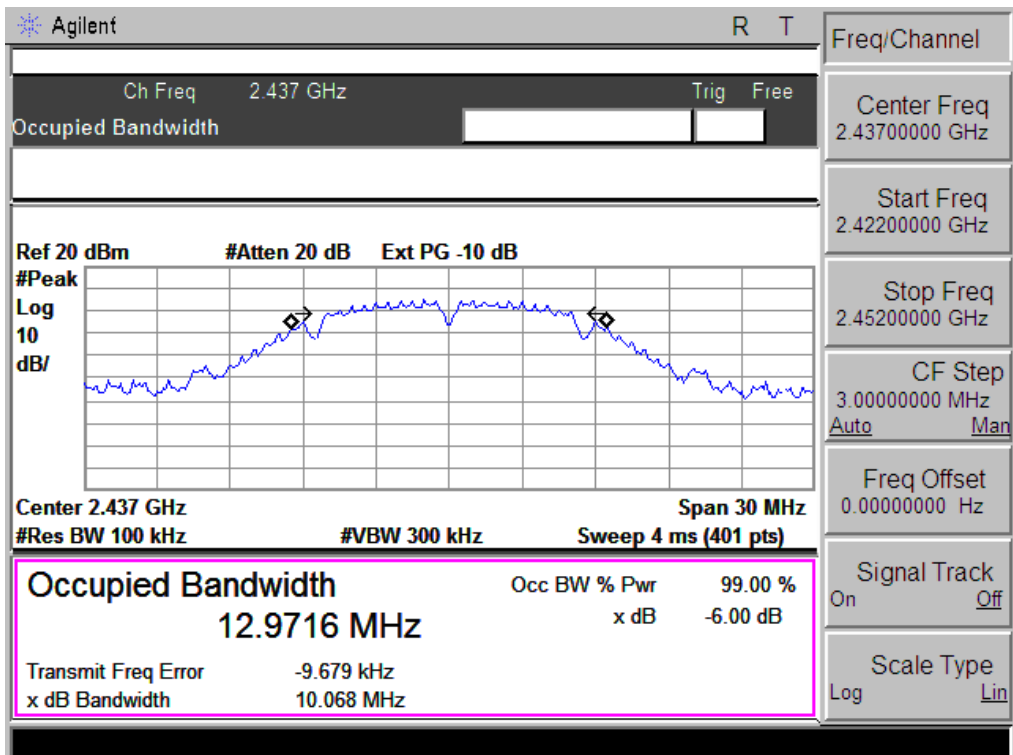 Agilent R T
Ch Freq 2.437 GHz Trig Free
Occupied Bandwidth
Ref 20 dBm #Atten 20 dB Ext PG -10 dB
#Peak
Log
10
dB/
Center 2.437 GHz Span 30 MHz
#Res BW 100 kHz #VBW 300 kHz Sweep 4 ms (401 pts)
Occupied Bandwidth Occ BW % Pwr 99.00 %
12.9716 MHz x dB -6.00 dB
Transmit Freq Error -9.679 kHz
x dB Bandwidth 10.068 MHz
Freq/Channel
Center Freq
2.43700000 GHz
Start Freq
2.42200000 GHz
Stop Freq
2.45200000 GHz
CF Step
3.00000000 MHz
Auto Man
Freq Offset
0.00000000 Hz
Signal Track
On Off
Scale Type
Log Lin